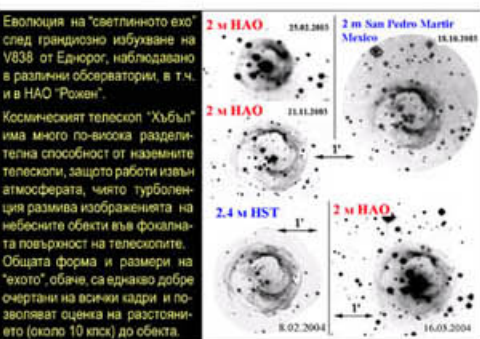 Еволюция на "светлинното ехо"
след грандиозно избухване на
V838 от Еднорог, наблюдавано
в различни обсерватории, в т.ч.
и в НАО "Рожен".
Космическият телескоп "Хъбъл"
има много по-висока раздели-
телна способност от наземните
телескопи, защото работи извън
атмосферата, чиято турболен-
ция размива изображенията на
небесните обекти във фокална-
та повърхност на телескопите.
Общата форма и размери на
"ехото", обаче, са еднакво добре
очертани на всички кадри и по-
зволяват оценка на разстояни-
ето (около 10 кпск) до обекта.
2 м НАО
25.02.2003
2 m San Pedro Martir
Mexico
18.10.2003
2 м НАО
21.11.2003
1'
2.4 м HST
1'
8.02.2004
2 м НАО
1'
16.03.2004